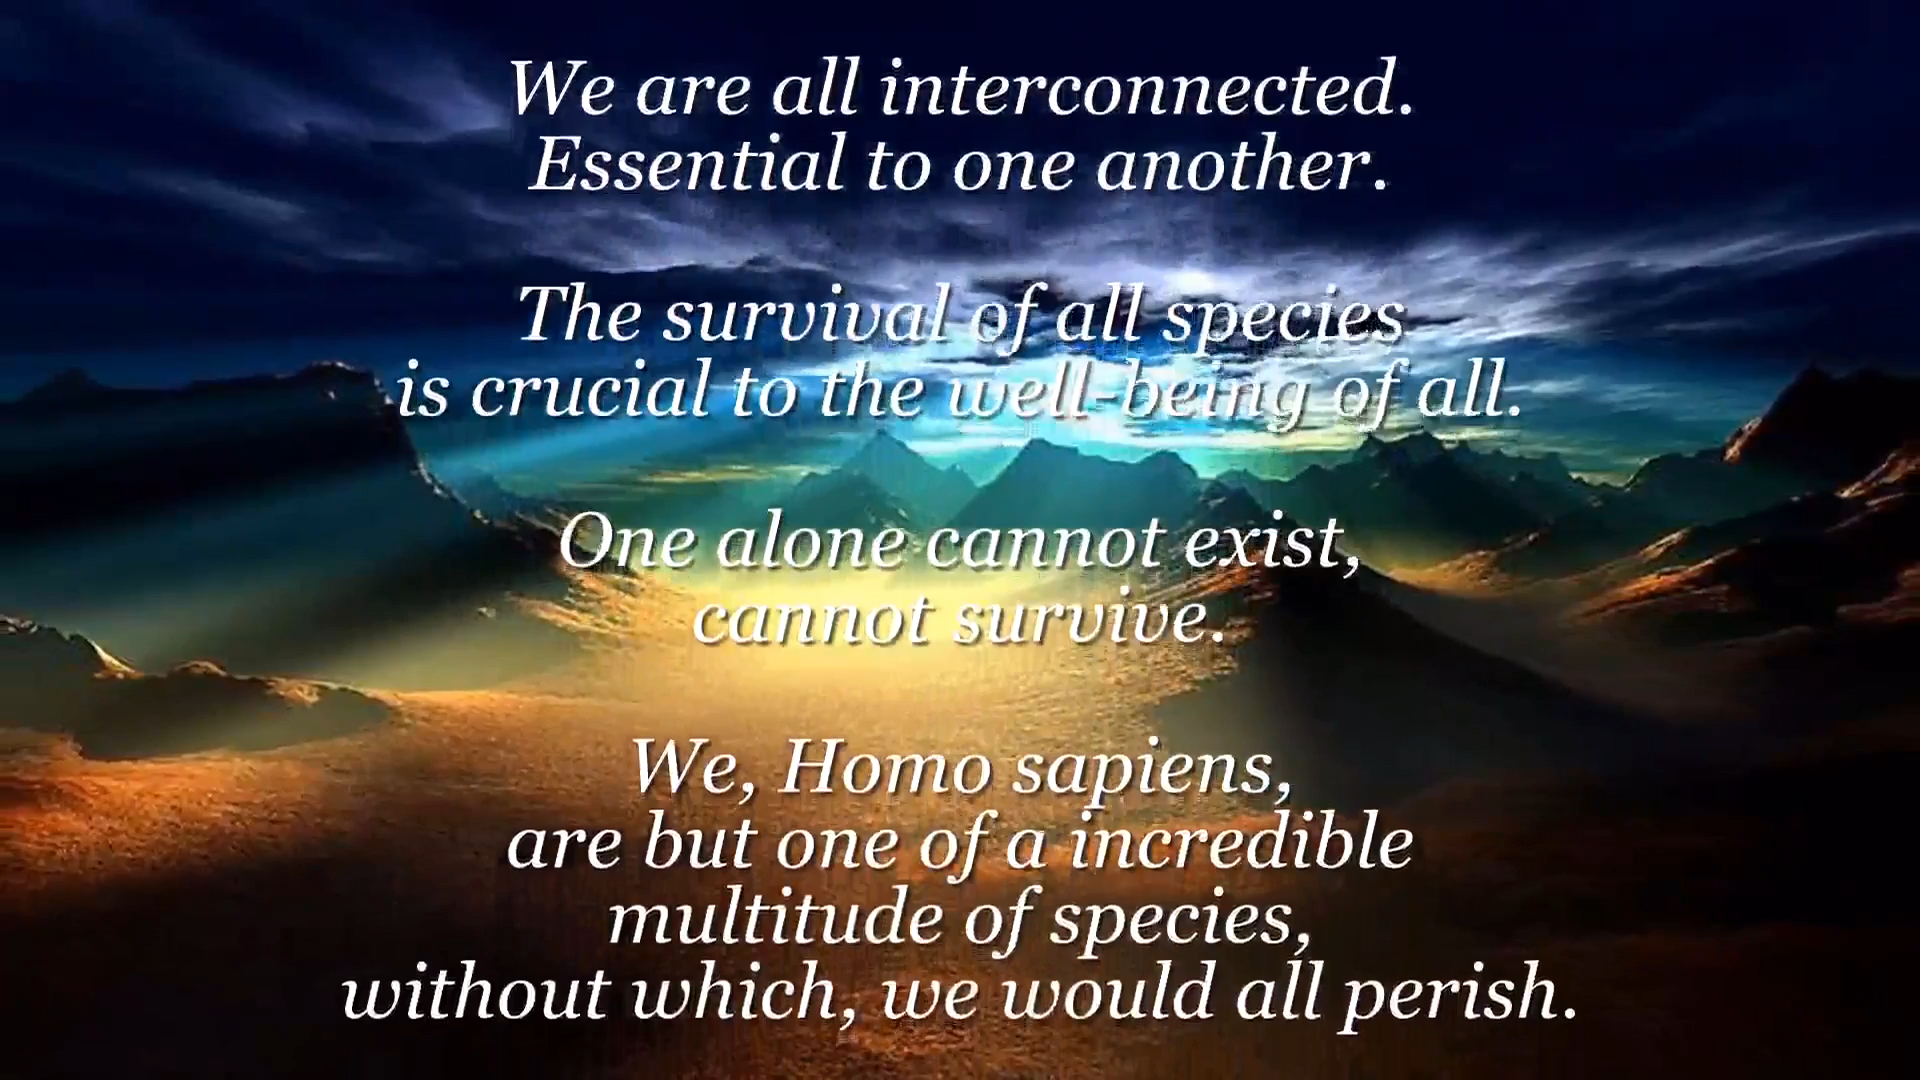 We are all interconnected.
Essential to one another.
The survival of all species
is crucial to the well-being of all.
One alone cannot exist,
cannot survive.
We, Homo sapiens,
are but one of a incredible
multitude of species,
without which, we would all perish.